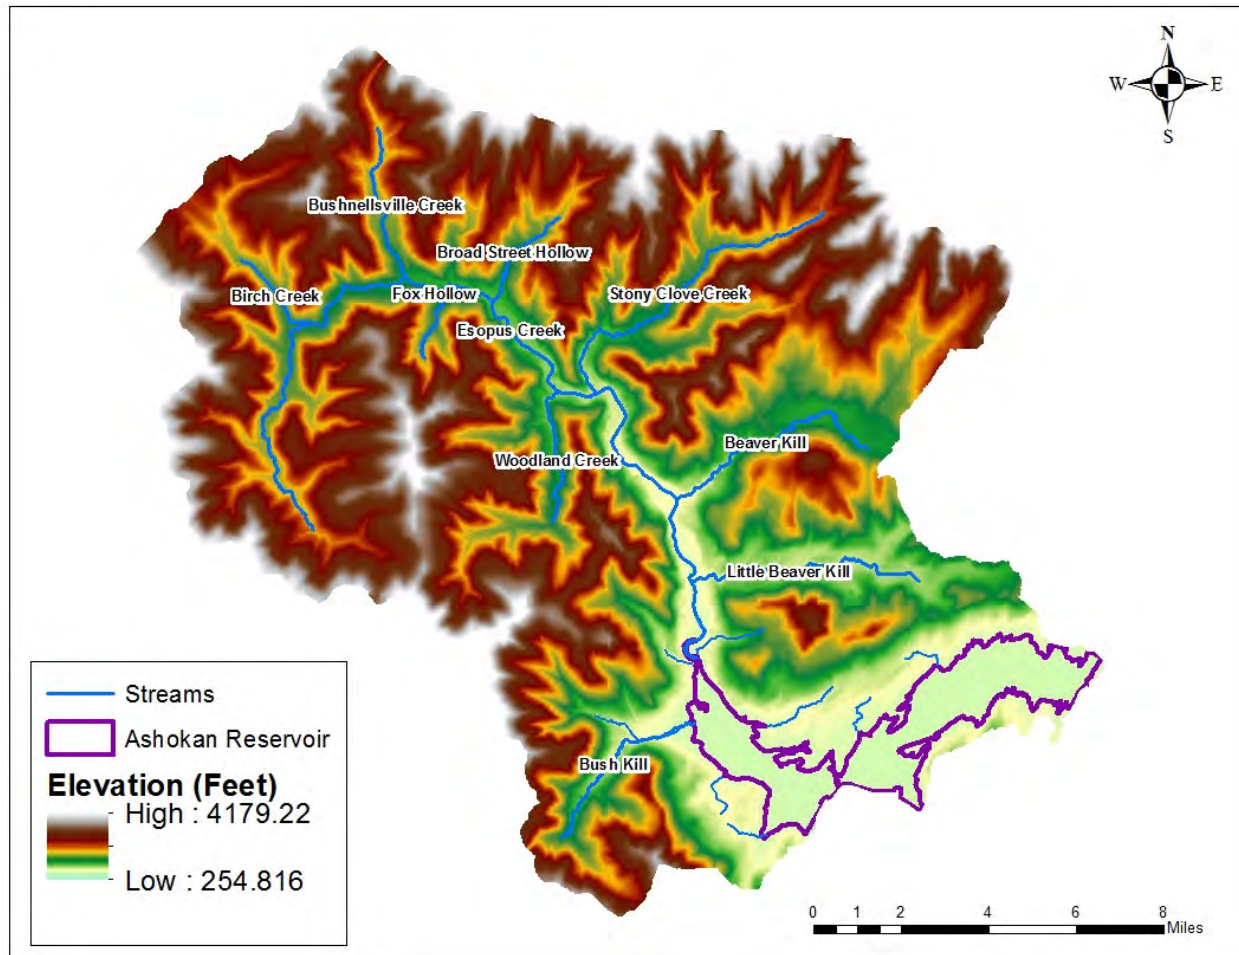 N
W E
S
Bushnellsville Creek
Broad Street Hollow
Birch Creek
Fox Hollow
Stony Clove Creek
Esopus Creek
Beaver Kill
Woodland Creek
Little Beaver Kill
Bush Kill
Streams
Ashokan Reservoir
Elevation (Feet)
High : 4179.22
Low : 254.816
0 1 2 4 6 8
Miles